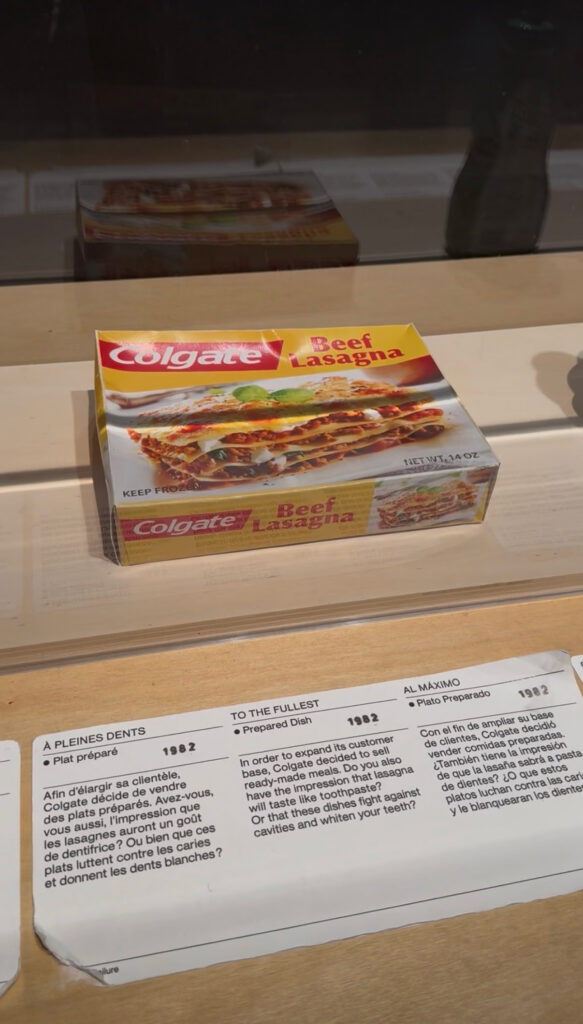 Colgate
Beef
Lasagna
NET WT. 14 OZ
KEEP
Colgate
Beef
Lasagna
À PLEINES DENTS
• Plat préparé
1982
Afin d'élargir sa clientèle,
Colgate décide de vendre
des plats préparés. Avez-vous,
vous aussi, l'impression que
les lasagnes auront un goût
de dentifrice? Ou bien que ces
plats luttent contre les caries
et donnent les dents blanches?
TO THE FULLEST
• Prepared Dish
1982
In order to expand its customer
base, Colgate decided to sell
ready-made meals. Do you also
have the impression that lasagna
will taste like toothpaste?
Or that these dishes fight against
cavities and whiten your teeth?
AL MÁXIMO
• Plato Preparado
1982
Con el fin de ampliar su base
de clientes, Colgate decidió
vender comidas preparadas.
¿También tiene la impresión
de que la lasaña sabrá a pasta
de dientes? ¿O que estos
platos luchan contra las
y le blanquearan los